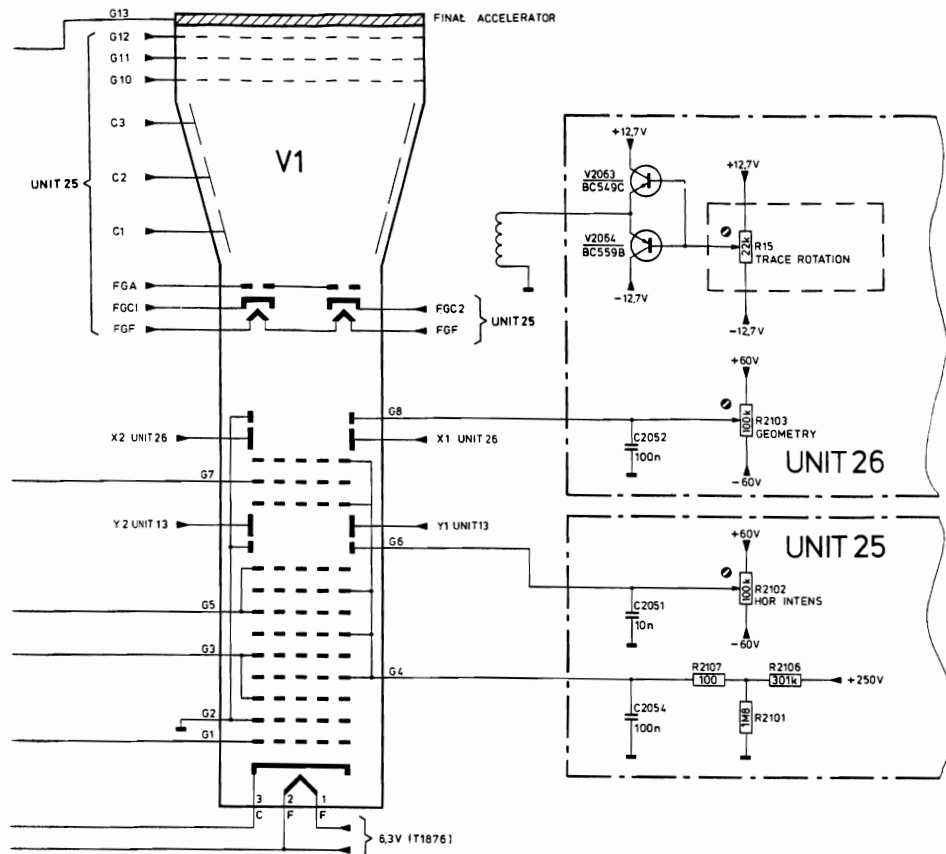 G13
FINAL ACCELERATOR
G12
G11
G10
C3
V1
C2
UNIT 25
C1
FGA
FGC1
FGC2
UNIT 25
FGF
FGF
+12,7V
V2063
BC549C
+12,7V
V2064
BC559B
22k
R15
TRACE ROTATION
-12,7V
-12,7V
+60V
G8
100k
R2103
GEOMETRY
X2 UNIT 26
X1 UNIT 26
C2052
100n
UNIT 26
-60V
G7
Y2 UNIT 13
Y1 UNIT 13
G6
+60V
UNIT 25
100k
R2102
HOR INTENS
G5
C2051
10n
-60V
G3
G4
R2107
100
R2106
301k
+250V
G2
C2054
100n
1M8
R2101
G1
3 2 1
C F F
6,3V (T1876)